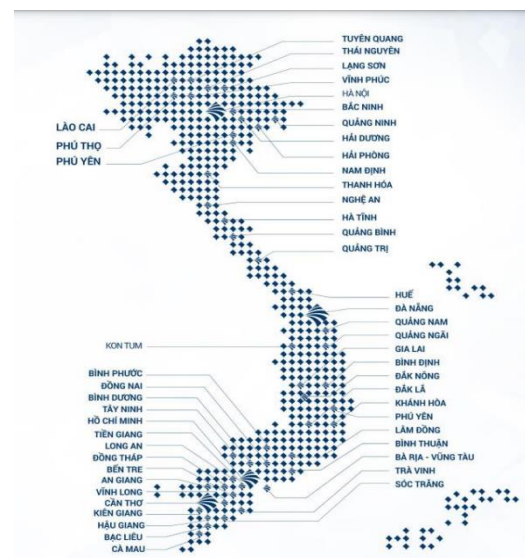 TUYÊN QUANG
THÁI NGUYÊN
LẠNG SƠN
VĨNH PHÚC
HÀ NỘI
BẮC NINH
QUẢNG NINH
HẢI DƯƠNG
HẢI PHÒNG
NAM ĐỊNH
THANH HÓA
NGHỆ AN
HÀ TĨNH
QUẢNG BÌNH
QUẢNG TRỊ
LÀO CAI
PHÚ THỌ
PHÚ YÊN
HUẾ
ĐÀ NẴNG
QUẢNG NAM
QUẢNG NGÃI
GIA LAI
BÌNH ĐỊNH
ĐẮK NÔNG
ĐẮK LĂ
KHÁNH HÒA
PHÚ YÊN
LÂM ĐỒNG
BÌNH THUẬN
BÀ RỊA - VŨNG TÀU
TRÀ VINH
SÓC TRĂNG
KON TUM
BÌNH PHƯỚC
ĐỒNG NAI
BÌNH DƯƠNG
TÂY NINH
HỒ CHÍ MINH
TIỀN GIANG
LONG AN
ĐỒNG THÁP
BẾN TRE
AN GIANG
VĨNH LONG
CẦN THƠ
KIÊN GIANG
HẬU GIANG
BẠC LIÊU
CÀ MAU